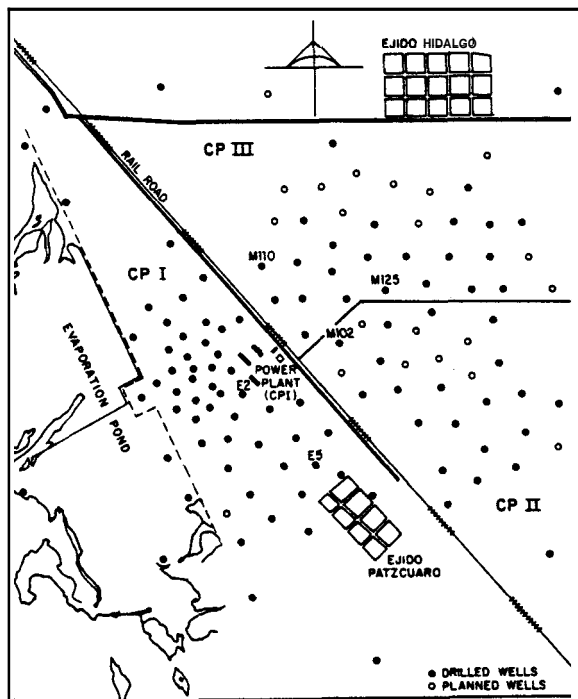 EJIDO HIDALGO
CP III
RAIL ROAD
M110
CP I
M125
M102
EVAPORATION
POND
POWER
PLANT
(CPI)
E2
E5
CP II
EJIDO
PATZCUARO
DRILLED WELLS
PLANNED WELLS